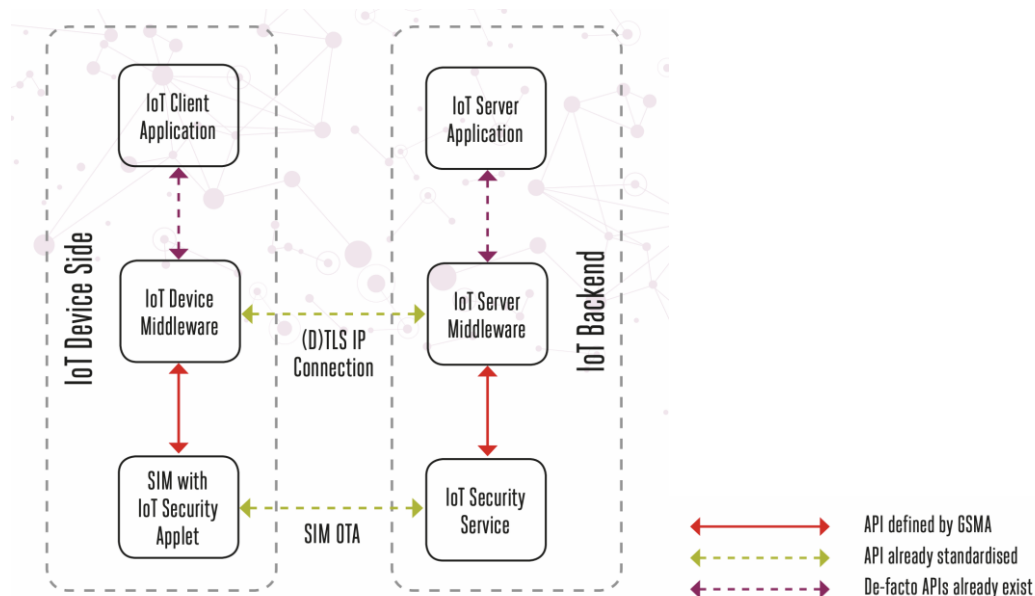 IoT Device Side
IoT Client
Application
IoT Server
Application
IoT Device
Middleware
(D)TLS IP
Connection
IoT Server
Middleware
SIM with
IoT Security
Applet
SIM OTA
IoT Security
Service
IoT Backend
API defined by GSMA
API already standardised
De-facto APIs already exist